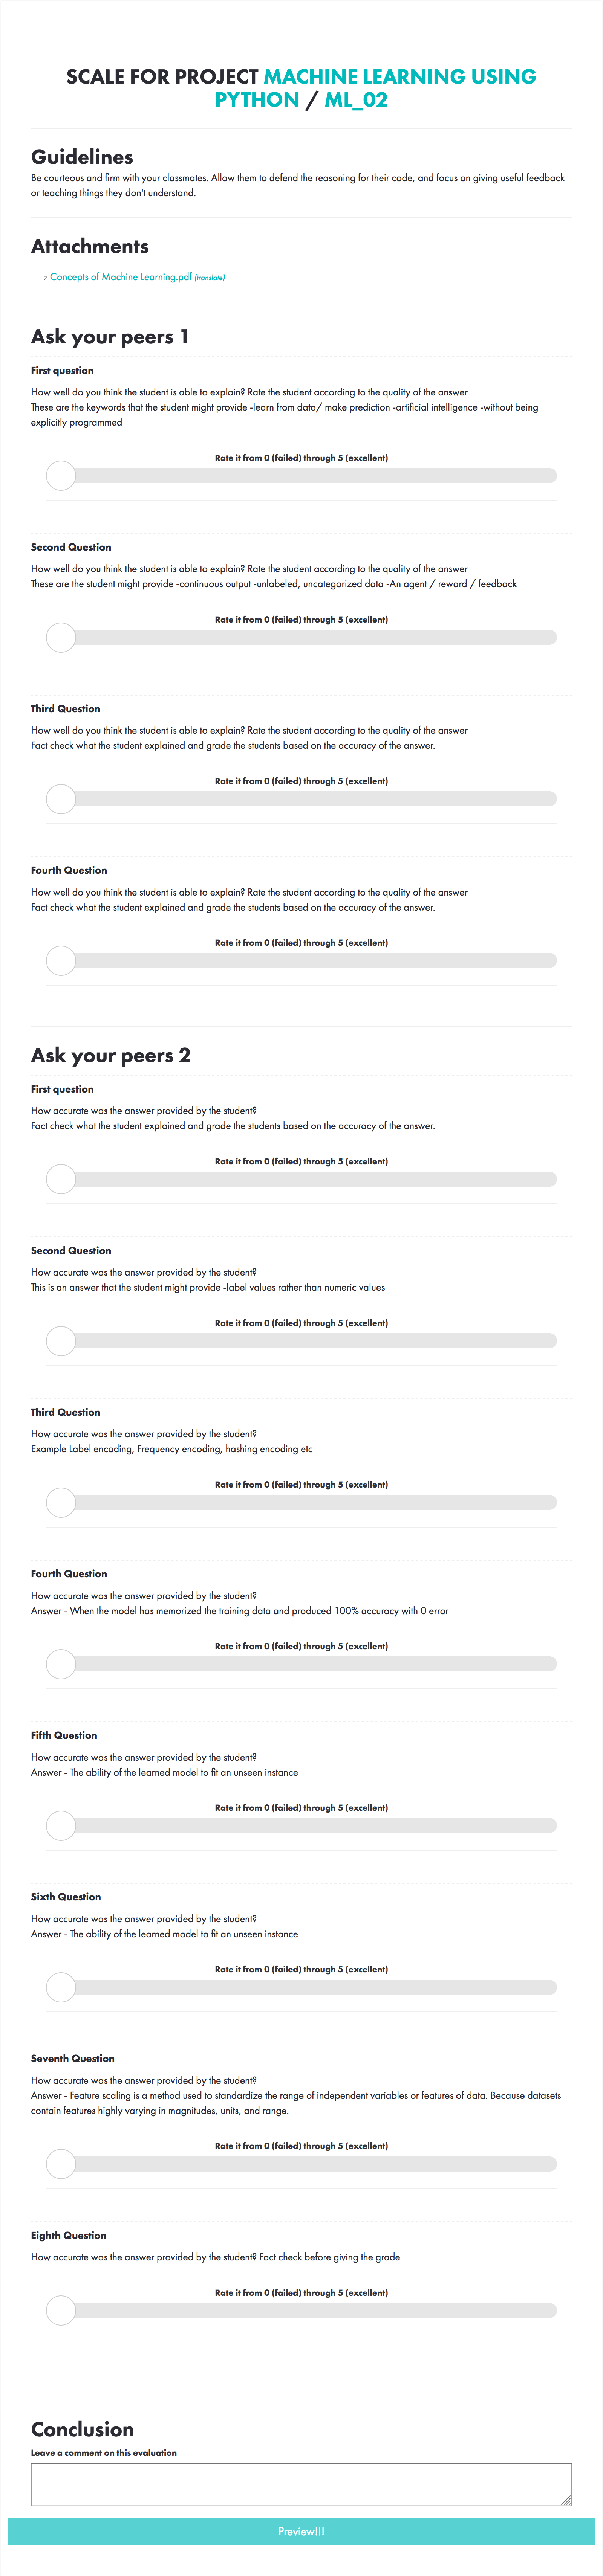 SCALE FOR PROJECT MACHINE LEARNING USING
PYTHON / ML_02
Guidelines
Be courteous and firm with your classmates. Allow them to defend the reasoning for their code, and focus on giving useful feedback
or teaching things they don't understand.
Attachments
Concepts of Machine Learning.pdf (translate)
Ask your peers 1
First question
How well do you think the student is able to explain? Rate the student according to the quality of the answer
These are the keywords that the student might provide -learn from data/ make prediction -artificial intelligence -without being
explicitly programmed
Rate it from 0 (failed) through 5 (excellent)
Second Question
How well do you think the student is able to explain? Rate the student according to the quality of the answer
These are the student might provide -continuous output -unlabeled, uncategorized data -An agent / reward / feedback
Rate it from 0 (failed) through 5 (excellent)
Third Question
How well do you think the student is able to explain? Rate the student according to the quality of the answer
Fact check what the student explained and grade the students based on the accuracy of the answer.
Rate it from 0 (failed) through 5 (excellent)
Fourth Question
How well do you think the student is able to explain? Rate the student according to the quality of the answer
Fact check what the student explained and grade the students based on the accuracy of the answer.
Rate it from 0 (failed) through 5 (excellent)
Ask your peers 2
First question
How accurate was the answer provided by the student?
Fact check what the student explained and grade the students based on the accuracy of the answer.
Rate it from 0 (failed) through 5 (excellent)
Second Question
How accurate was the answer provided by the student?
This is an answer that the student might provide -label values rather than numeric values
Rate it from 0 (failed) through 5 (excellent)
Third Question
How accurate was the answer provided by the student?
Example Label encoding, Frequency encoding, hashing encoding etc
Rate it from 0 (failed) through 5 (excellent)
Fourth Question
How accurate was the answer provided by the student?
Answer - When the model has memorized the training data and produced 100% accuracy with 0 error
Rate it from 0 (failed) through 5 (excellent)
Fifth Question
How accurate was the answer provided by the student?
Answer - The ability of the learned model to fit an unseen instance
Rate it from 0 (failed) through 5 (excellent)
Sixth Question
How accurate was the answer provided by the student?
Answer - The ability of the learned model to fit an unseen instance
Rate it from 0 (failed) through 5 (excellent)
Seventh Question
How accurate was the answer provided by the student?
Answer - Feature scaling is a method used to standardize the range of independent variables or features of data. Because datasets
contain features highly varying in magnitudes, units, and range.
Rate it from 0 (failed) through 5 (excellent)
Eighth Question
How accurate was the answer provided by the student? Fact check before giving the grade
Rate it from 0 (failed) through 5 (excellent)
Conclusion
Leave a comment on this evaluation
Preview!!!